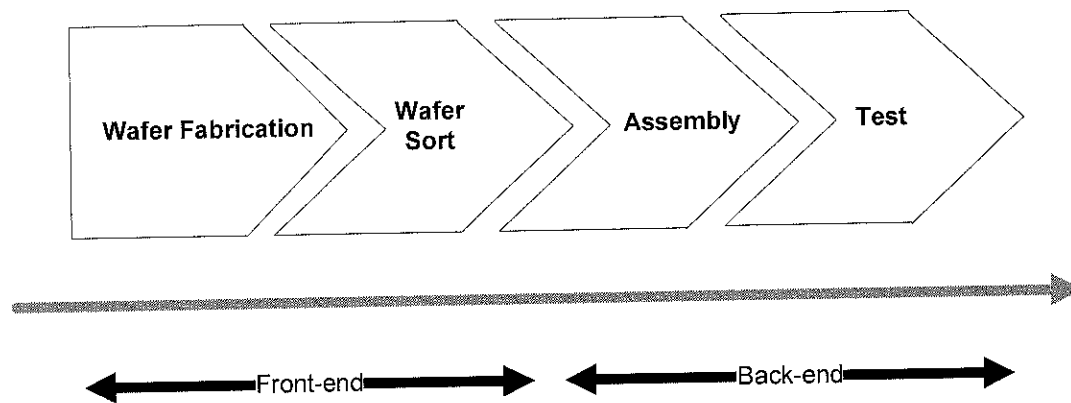 Wafer Fabrication
Wafer
Sort
Assembly
Test
Front-end
Back-end